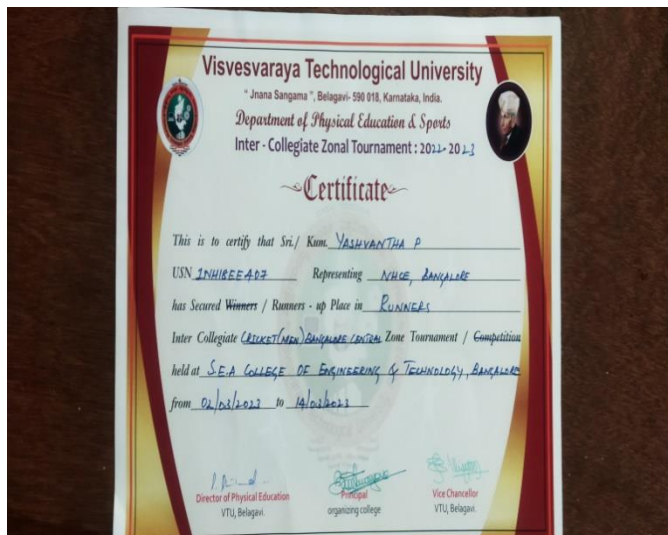 Visvesvaraya Technological University
" Jnana Sangama ", Belagavi- 590 018, Karnataka, India.
Department of Physical Education & Sports
Inter - Collegiate Zonal Tournament : 2022- 2023
Certificate
This is to certify that Sri./ Kum. YASHVANTHA P
USN 1NH18EE407 Representing NHCE, BANGALORE
has Secured Winners / Runners - up Place in RUNNERS
Inter Collegiate CRICKET(MEN) BANGALORE CENTRAL Zone Tournament / Competition
held at S.E.A COLLEGE OF ENGINEERING & TECHNOLOGY, BANGALORE
from 02/03/2023 to 14/03/2023
Director of Physical Education Principal Vice Chancellor
VTU, Belagavi. organizing college VTU, Belagavi.